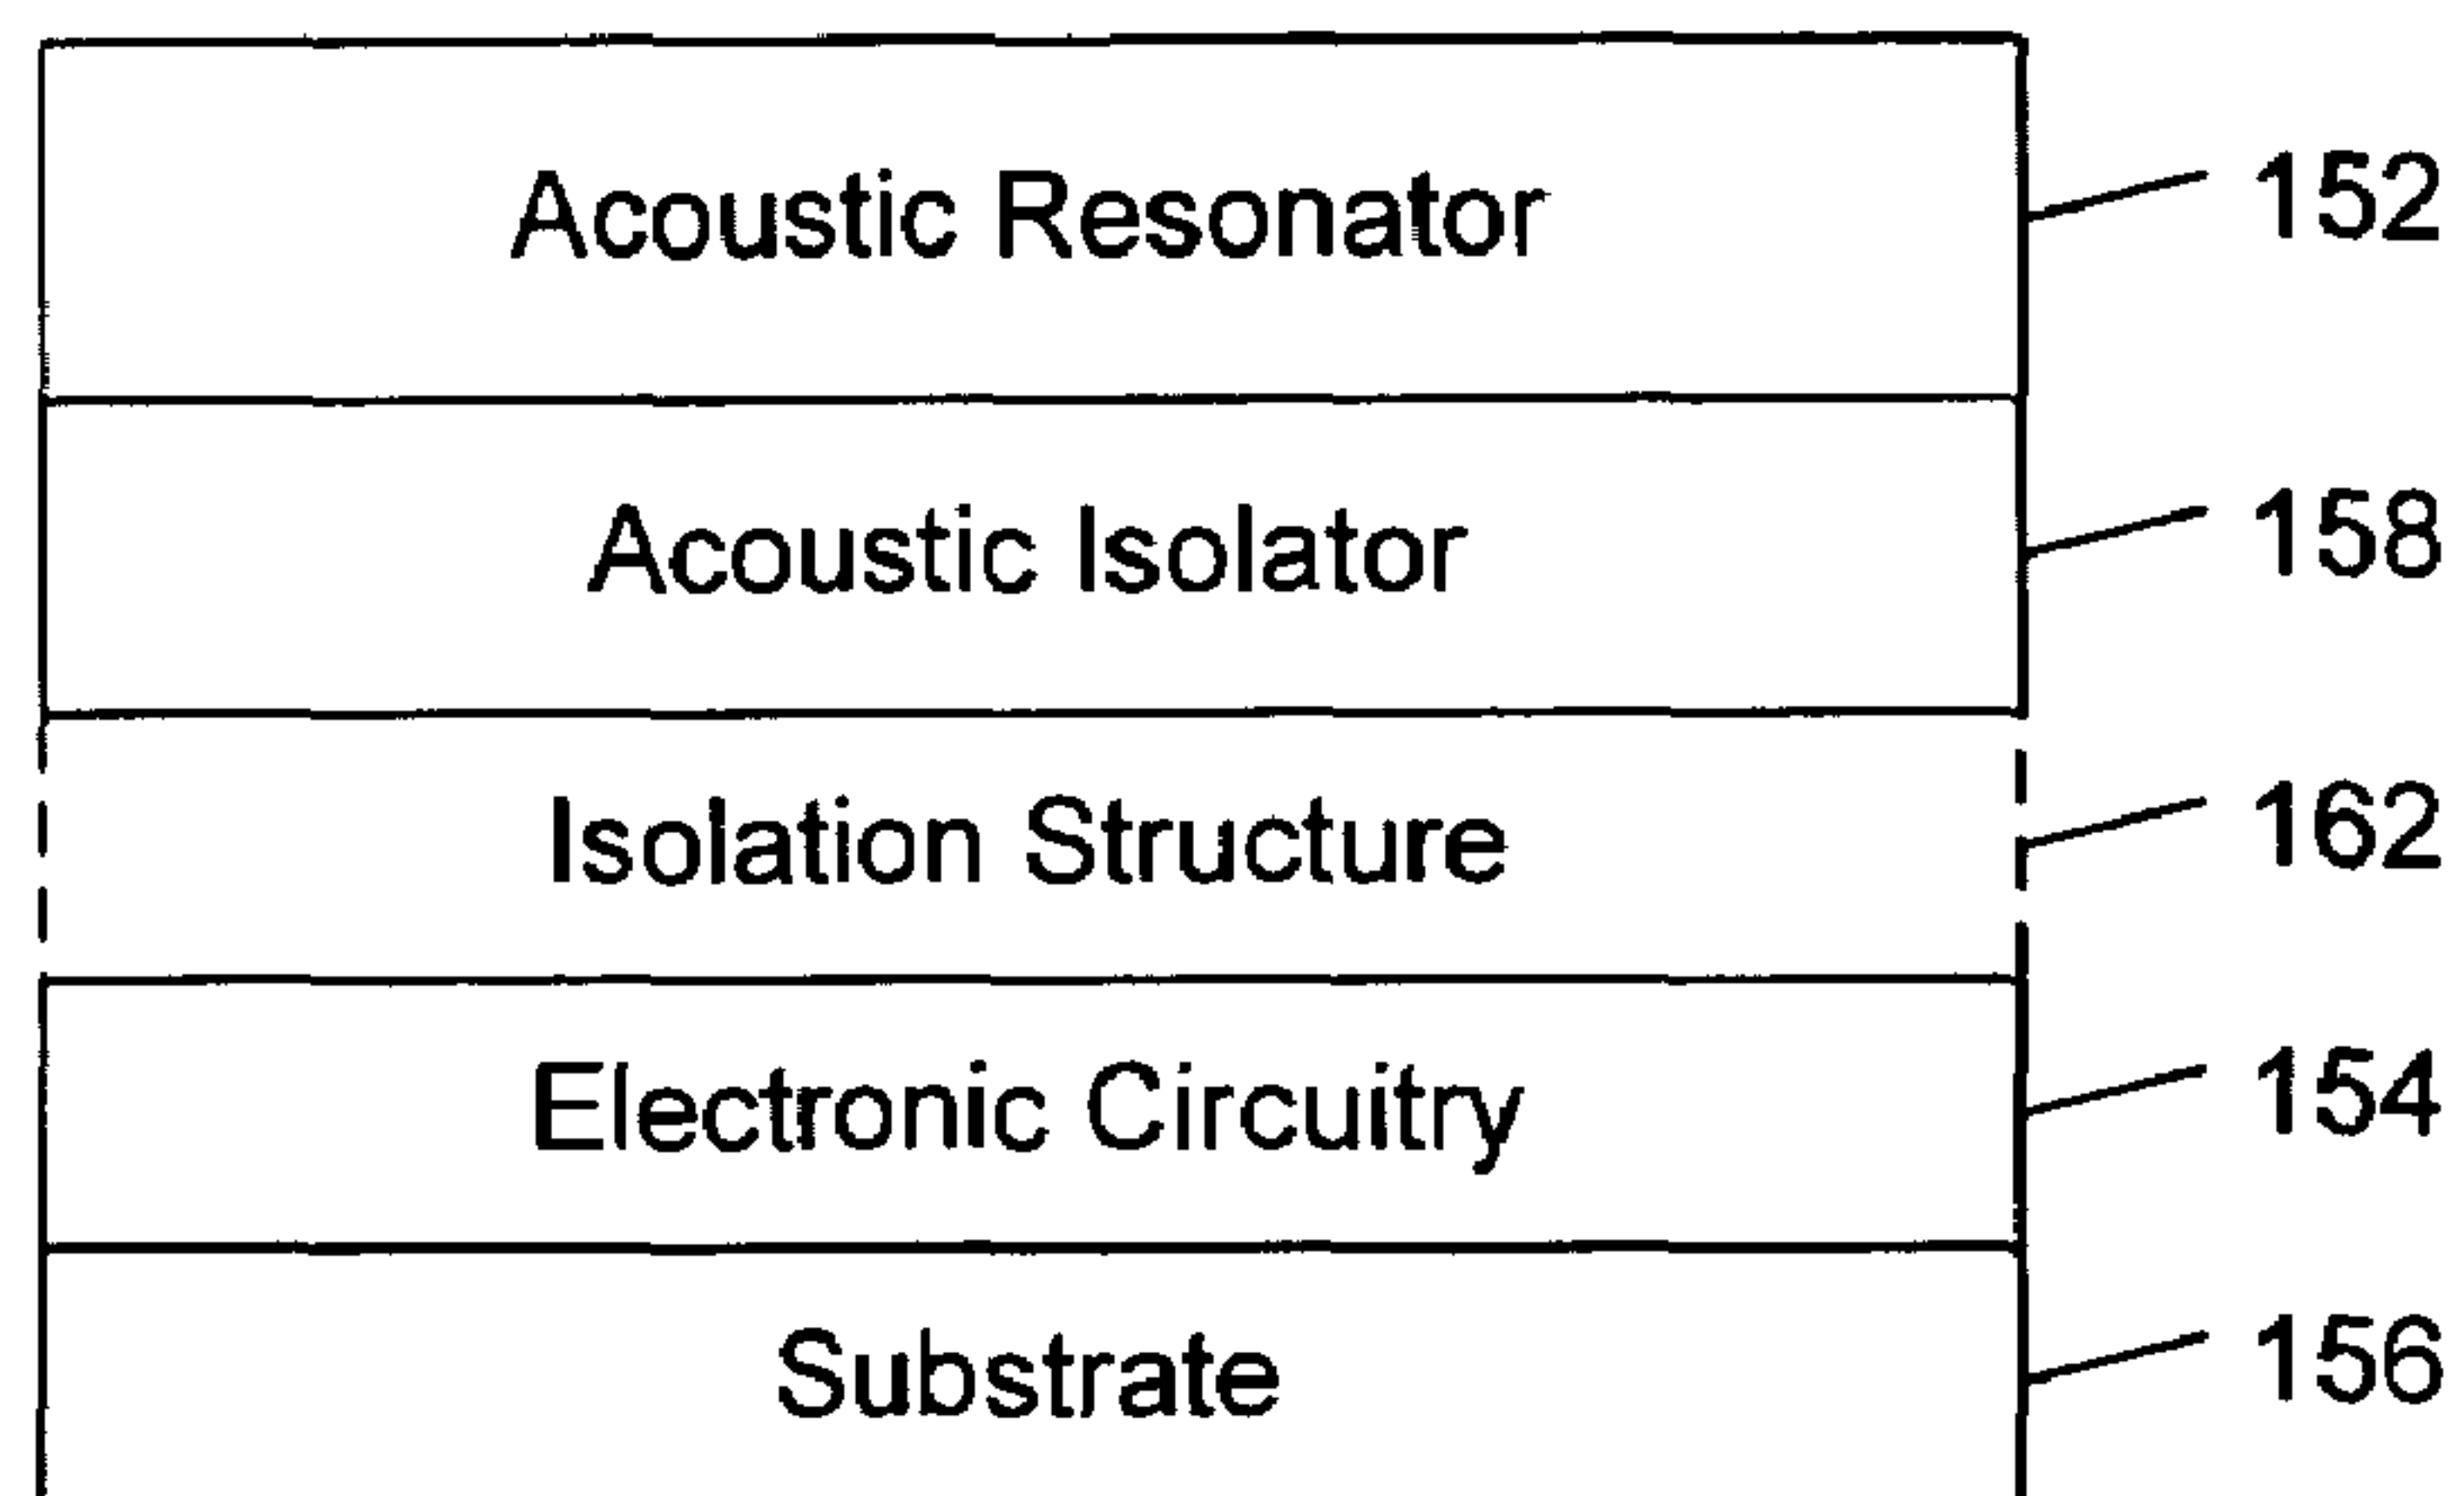 Acoustic Resonator 152
Acoustic Isolator 158
Isolation Structure 162
Electronic Circuitry 154
Substrate 156